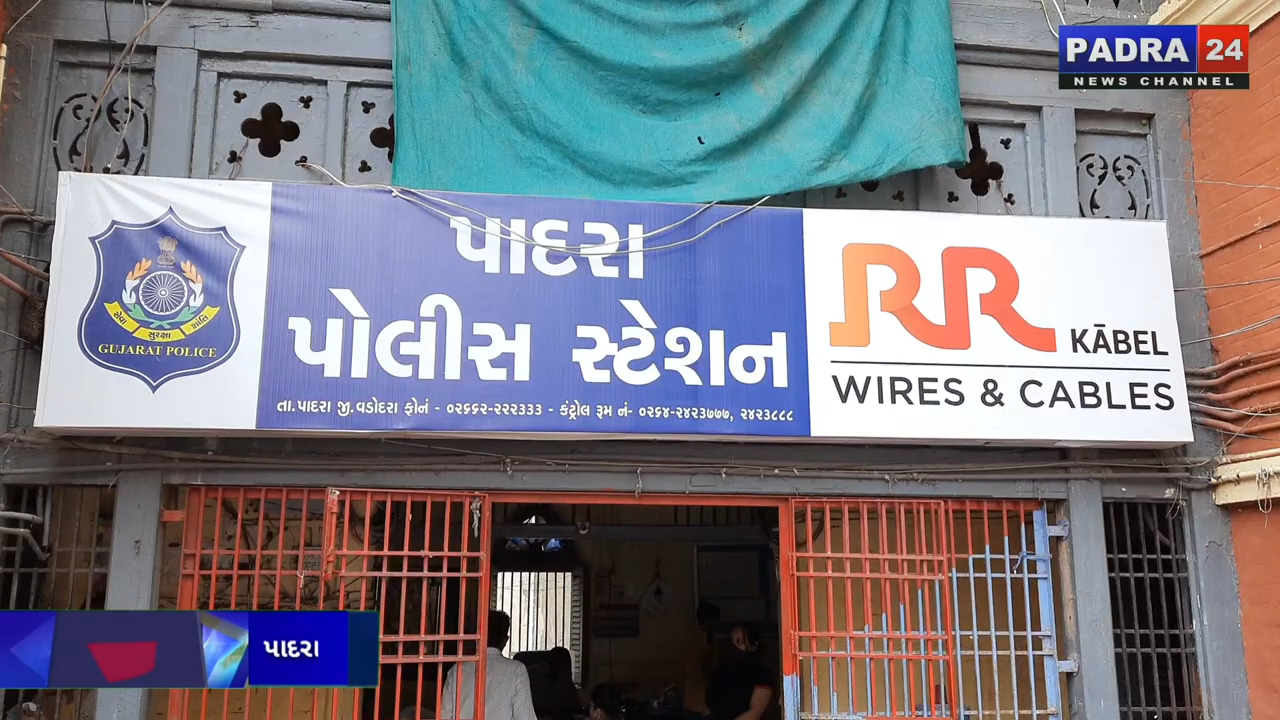 PADRA 24
NEWS CHANNEL
પાદરા
પોલીસ સ્ટેશન
તા.પાદરા જી.વડોદરા ફોનં - ૦૨૬૬૨-૨૨૨૩૩૩ - કંટ્રોલ રૂમ નં- ૦૨૬૪-૨૪૨૩૭૭૭, ૨૪૨૩૮૮૮
સેવા સુરક્ષા શાંતિ
GUJARAT POLICE
RR KĀBEL
WIRES & CABLES
પાદરા